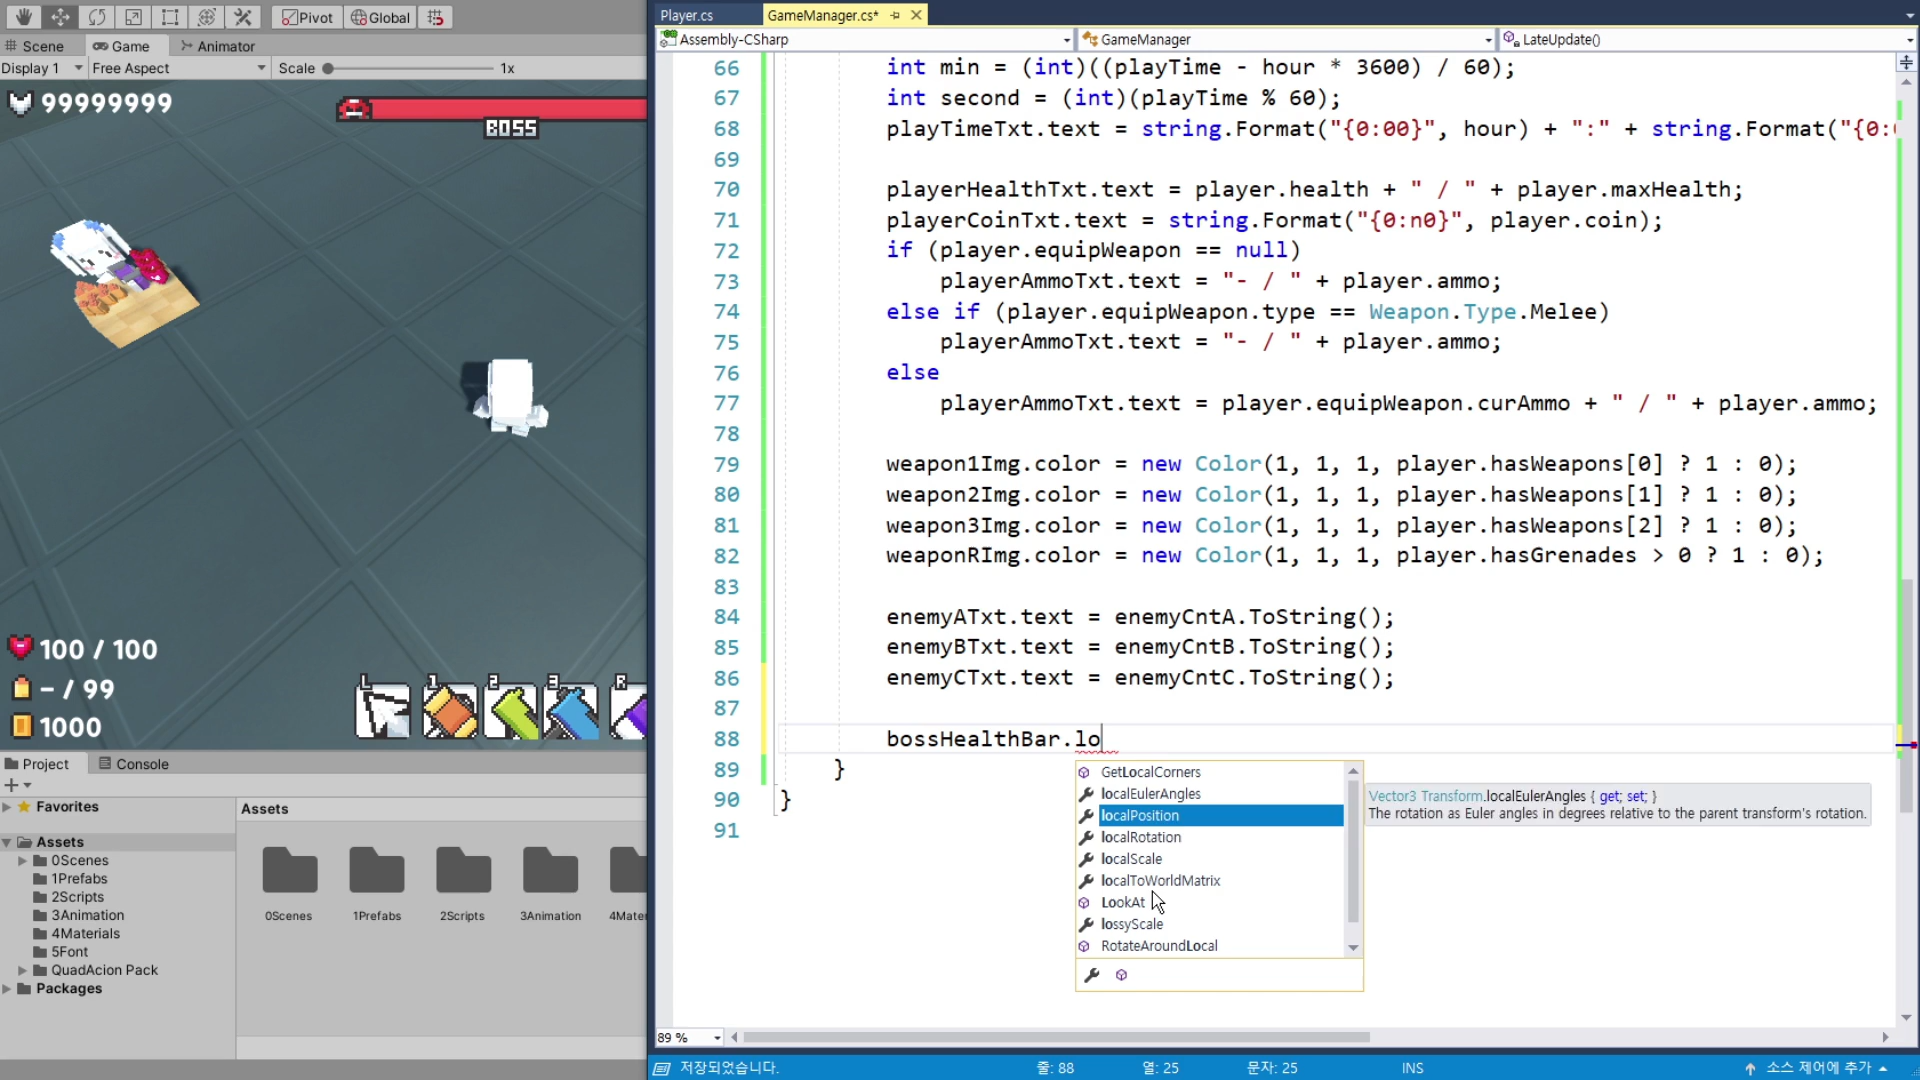 Pivot
Global
Scene
Game
Animator
Display 1
Free Aspect
Scale
1x
99999999
BOSS
100 / 100
- / 99
1000
L
1
2
3
R
Project
Console
Favorites
Assets
0Scenes
1Prefabs
2Scripts
3Animation
4Materials
5Font
QuadAcion Pack
Packages
Assets
0Scenes
1Prefabs
2Scripts
3Animation
4Mater
Player.cs
GameManager.cs*
Assembly-CSharp
GameManager
LateUpdate()
66 int min = (int)((playTime - hour * 3600) / 60);
67 int second = (int)(playTime % 60);
68 playTimeTxt.text = string.Format("{0:00}", hour) + ":" + string.Format("{0:
69
70 playerHealthTxt.text = player.health + " / " + player.maxHealth;
71 playerCoinTxt.text = string.Format("{0:n0}", player.coin);
72 if (player.equipWeapon == null)
73 playerAmmoTxt.text = "- / " + player.ammo;
74 else if (player.equipWeapon.type == Weapon.Type.Melee)
75 playerAmmoTxt.text = "- / " + player.ammo;
76 else
77 playerAmmoTxt.text = player.equipWeapon.curAmmo + " / " + player.ammo;
78
79 weapon1Img.color = new Color(1, 1, 1, player.hasWeapons[0] ? 1 : 0);
80 weapon2Img.color = new Color(1, 1, 1, player.hasWeapons[1] ? 1 : 0);
81 weapon3Img.color = new Color(1, 1, 1, player.hasWeapons[2] ? 1 : 0);
82 weaponRImg.color = new Color(1, 1, 1, player.hasGrenades > 0 ? 1 : 0);
83
84 enemyATxt.text = enemyCntA.ToString();
85 enemyBTxt.text = enemyCntB.ToString();
86 enemyCTxt.text = enemyCntC.ToString();
87
88 bossHealthBar.lo
89 }
90 }
91
GetLocalCorners
localEulerAngles
localPosition
localRotation
localScale
localToWorldMatrix
LookAt
lossyScale
RotateAroundLocal
Vector3 Transform.localEulerAngles { get; set; }
The rotation as Euler angles in degrees relative to the parent transform's rotation.
89 %
저장되었습니다.
줄: 88
열: 25
문자: 25
INS
소스 제어에 추가